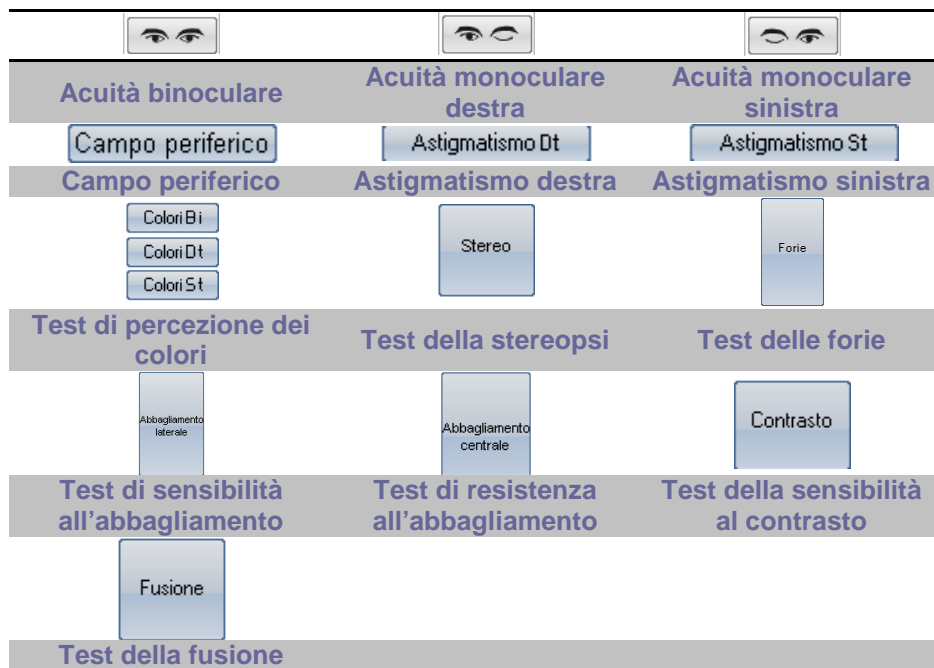 Acuità binoculare
Acuità monoculare
destra
Acuità monoculare
sinistra
Campo periferico
Astigmatismo Dt
Astigmatismo St
Campo periferico
Astigmatismo destra
Astigmatismo sinistra
Colori Bi
Colori Dt
Colori St
Stereo
Forie
Test di percezione dei
colori
Test della stereopsi
Test delle forie
Abbagliamento
laterale
Abbagliamento
centrale
Contrasto
Test di sensibilità
all'abbagliamento
Test di resistenza
all'abbagliamento
Test della sensibilità
al contrasto
Fusione
Test della fusione